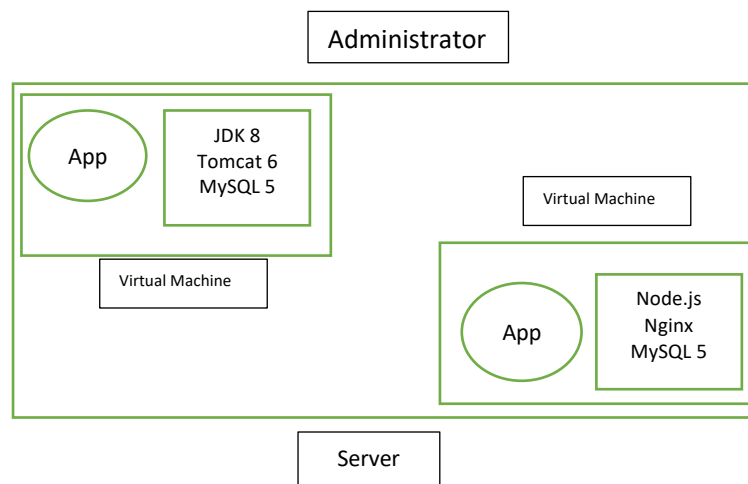 Administrator
App
JDK 8
Tomcat 6
MySQL 5
Virtual Machine
Virtual Machine
App
Node.js
Nginx
MySQL 5
Server